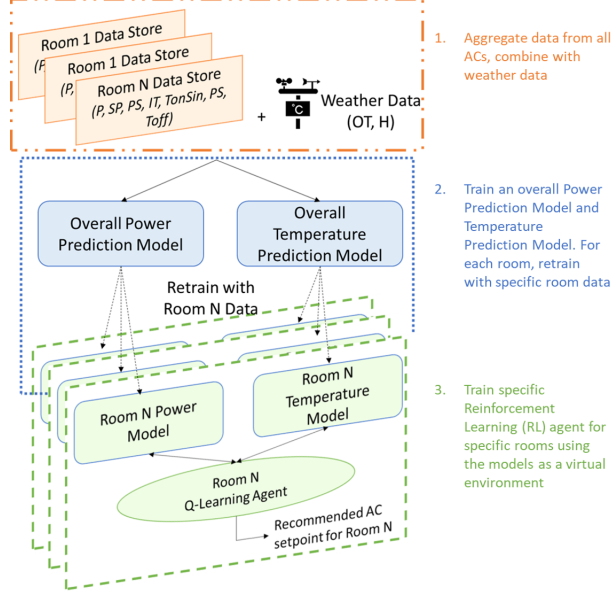 Room 1 Data Store
(P,
Room 1 Data Store
(P,
Room N Data Store
(P, SP, PS, IT, TonSin, PS,
Toff)
+
°C
Weather Data
(OT, H)
1. Aggregate data from all
ACs, combine with
weather data
Overall Power
Prediction Model
Overall
Temperature
Prediction Model
2. Train an overall Power
Prediction Model and
Temperature
Prediction Model. For
each room, retrain
with specific room data
Retrain with
Room N Data
Room N Power
Model
Room N
Temperature
Model
3. Train specific
Reinforcement
Learning (RL) agent for
specific rooms using
the models as a virtual
environment
Room N
Q-Learning Agent
Recommended AC
setpoint for Room N